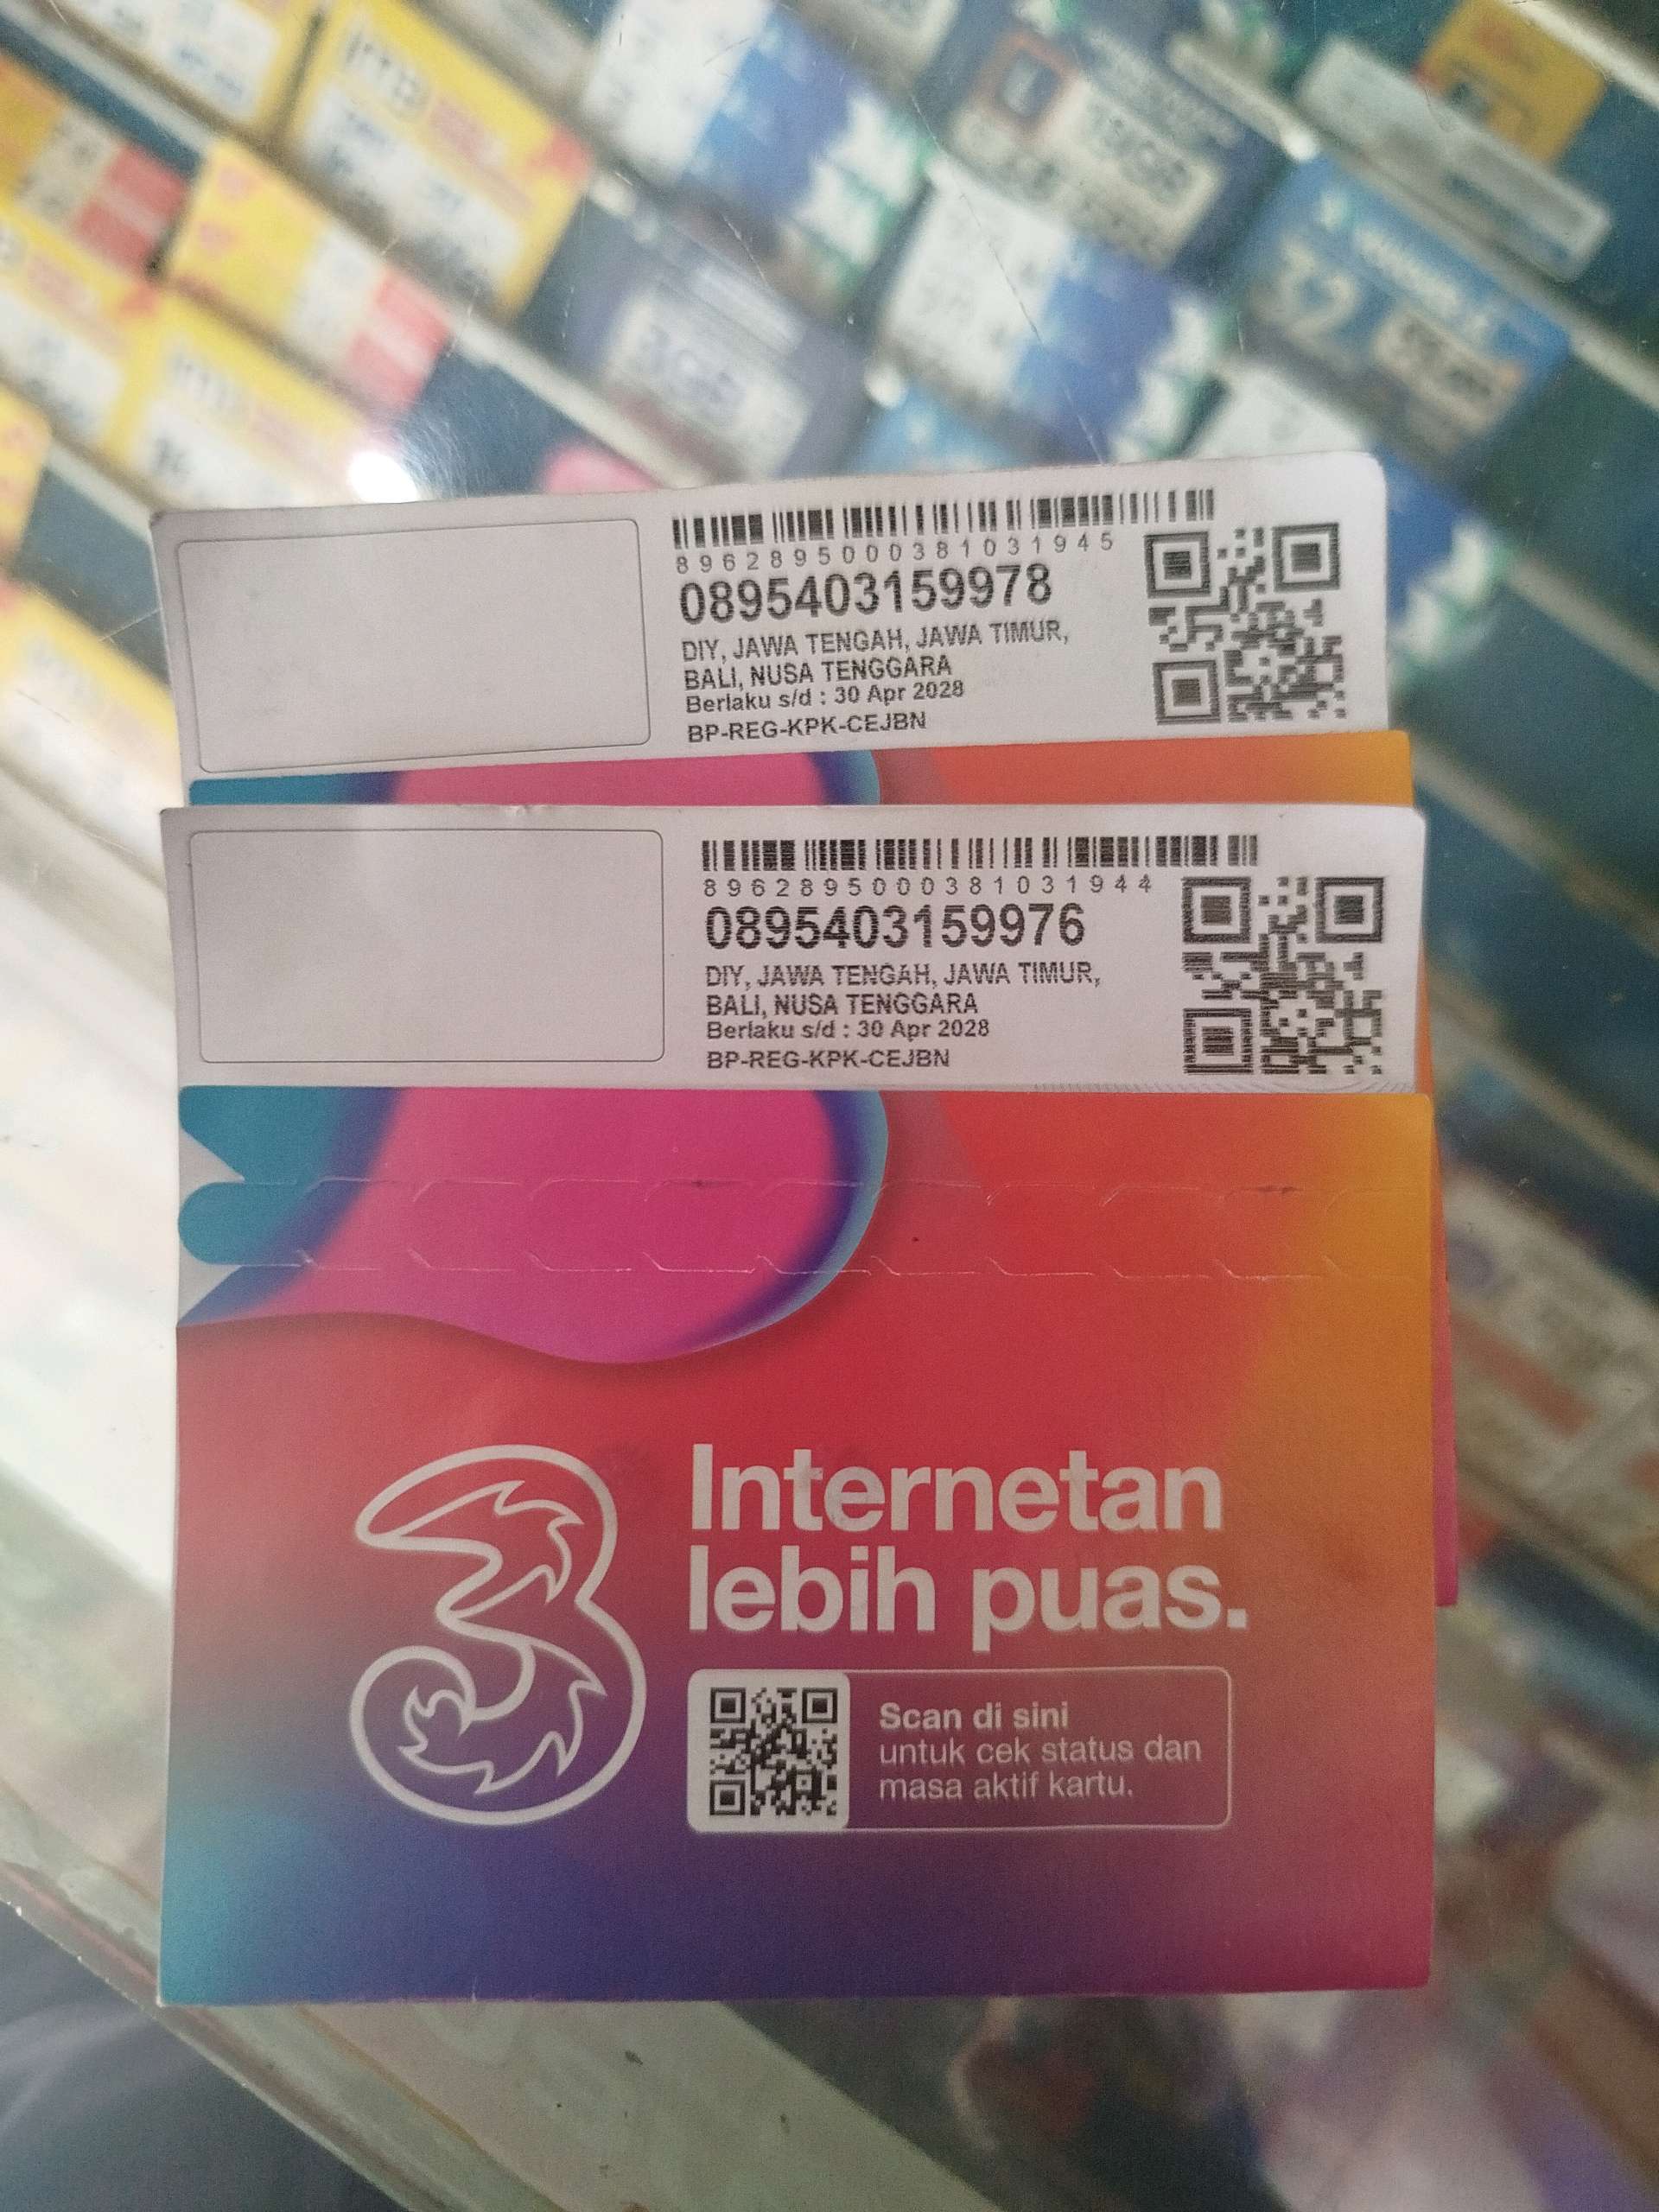 8962895000381031945
0895403159978
DIY, JAWA TENGAH, JAWA TIMUR,
BALI, NUSA TENGGARA
Berlaku s/d : 30 Apr 2028
BP-REG-KPK-CEJBN
8962895000381031944
0895403159976
DIY, JAWA TENGAH, JAWA TIMUR,
BALI, NUSA TENGGARA
Berlaku s/d : 30 Apr 2028
BP-REG-KPK-CEJBN
3
Internetan
lebih puas.
Scan di sini
untuk cek status dan
masa aktif kartu.